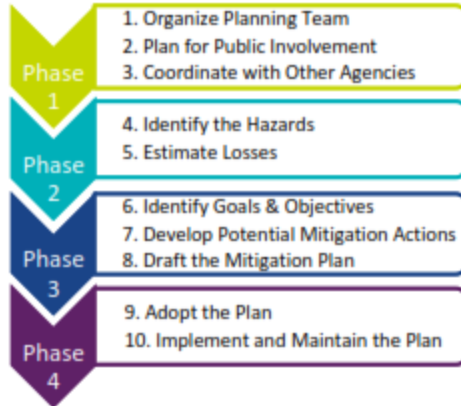 Phase
1
1. Organize Planning Team
2. Plan for Public Involvement
3. Coordinate with Other Agencies
Phase
2
4. Identify the Hazards
5. Estimate Losses
Phase
3
6. Identify Goals & Objectives
7. Develop Potential Mitigation Actions
8. Draft the Mitigation Plan
Phase
4
9. Adopt the Plan
10. Implement and Maintain the Plan